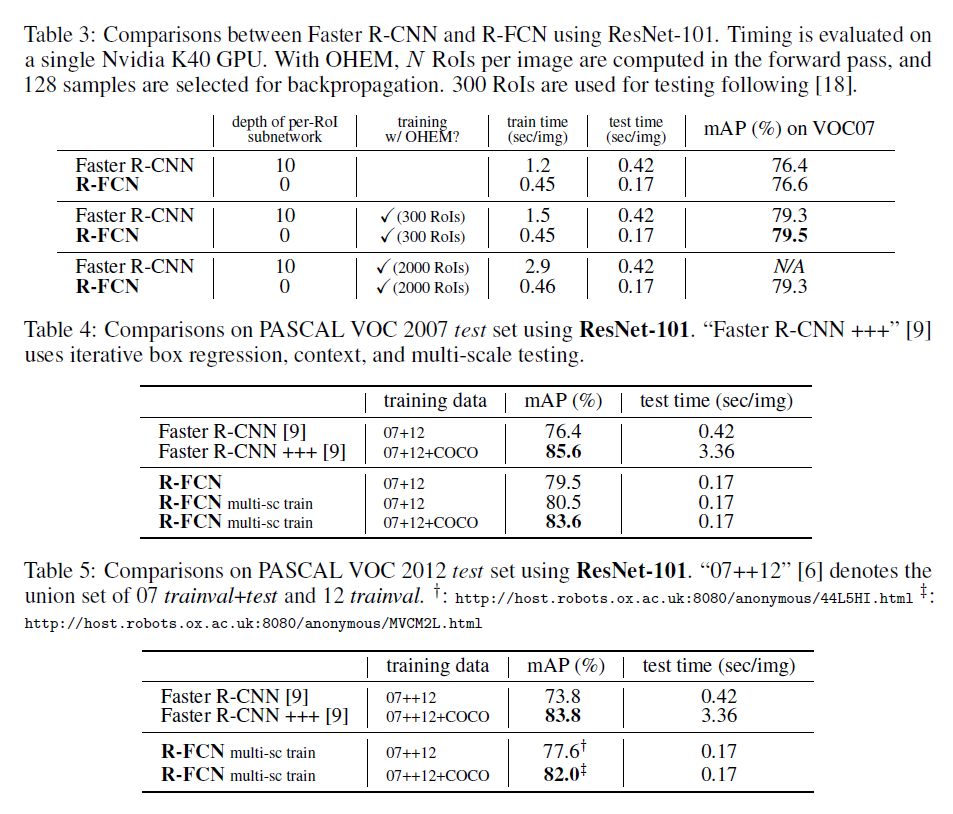 Table 3: Comparisons between Faster R-CNN and R-FCN using ResNet-101. Timing is evaluated on
a single Nvidia K40 GPU. With OHEM, N RoIs per image are computed in the forward pass, and
128 samples are selected for backpropagation. 300 RoIs are used for testing following [18].
depth of per-RoI subnetwork | training w/ OHEM? | train time (sec/img) | test time (sec/img) | mAP (%) on VOC07
Faster R-CNN | 10 | | 1.2 | 0.42 | 76.4
R-FCN | 0 | | 0.45 | 0.17 | 76.6
Faster R-CNN | 10 | ✓(300 RoIs) | 1.5 | 0.42 | 79.3
R-FCN | 0 | ✓(300 RoIs) | 0.45 | 0.17 | 79.5
Faster R-CNN | 10 | ✓(2000 RoIs) | 2.9 | 0.42 | N/A
R-FCN | 0 | ✓(2000 RoIs) | 0.46 | 0.17 | 79.3
Table 4: Comparisons on PASCAL VOC 2007 test set using ResNet-101. “Faster R-CNN +++” [9]
uses iterative box regression, context, and multi-scale testing.
training data | mAP (%) | test time (sec/img)
Faster R-CNN [9] | 07+12 | 76.4 | 0.42
Faster R-CNN +++ [9] | 07+12+COCO | 85.6 | 3.36
R-FCN | 07+12 | 79.5 | 0.17
R-FCN multi-sc train | 07+12 | 80.5 | 0.17
R-FCN multi-sc train | 07+12+COCO | 83.6 | 0.17
Table 5: Comparisons on PASCAL VOC 2012 test set using ResNet-101. “07++12” [6] denotes the
union set of 07 trainval+test and 12 trainval. †: http://host.robots.ox.ac.uk:8080/anonymous/44L5HI.html ‡:
http://host.robots.ox.ac.uk:8080/anonymous/MVCM2L.html
training data | mAP (%) | test time (sec/img)
Faster R-CNN [9] | 07++12 | 73.8 | 0.42
Faster R-CNN +++ [9] | 07++12+COCO | 83.8 | 3.36
R-FCN multi-sc train | 07++12 | 77.6† | 0.17
R-FCN multi-sc train | 07++12+COCO | 82.0‡ | 0.17